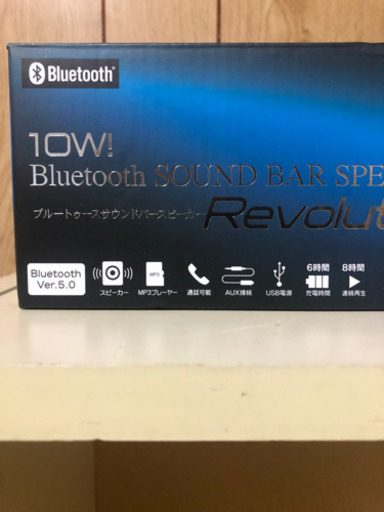 Bluetooth®
10W!
Bluetooth SOUND BAR SPE
ブルートゥースサウンドバースピーカー Revolut
Bluetooth Ver.5.0
MP3
スピーカー
MP3プレーヤー
通話可能
AUX接続
USB電源
6時間
充電時間
8時間
連続再生